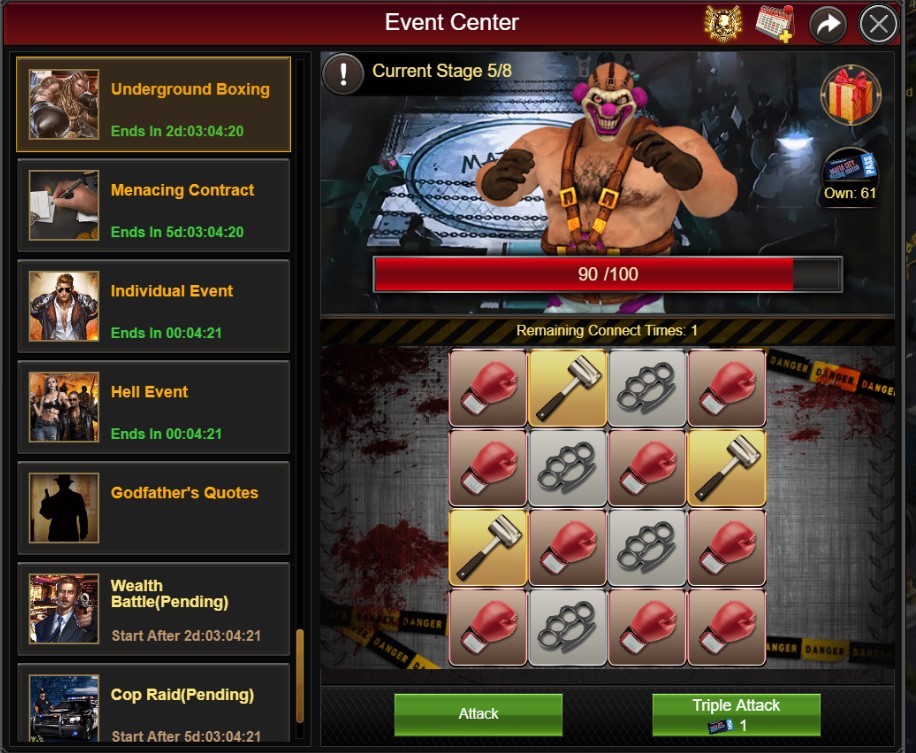 Event Center
Underground Boxing
Ends In 2d:03:04:20
Menacing Contract
Ends In 5d:03:04:20
Individual Event
Ends In 00:04:21
Hell Event
Ends In 00:04:21
Godfather's Quotes
Wealth
Battle(Pending)
Start After 2d:03:04:21
Cop Raid(Pending)
Start After 5d:03:04:21
!
Current Stage 5/8
PASS
Own: 61
90 /100
Remaining Connect Times: 1
DANGER DANGER DANGER
DANGER
DANGER
DANGER DANGER
Attack
Triple Attack
1